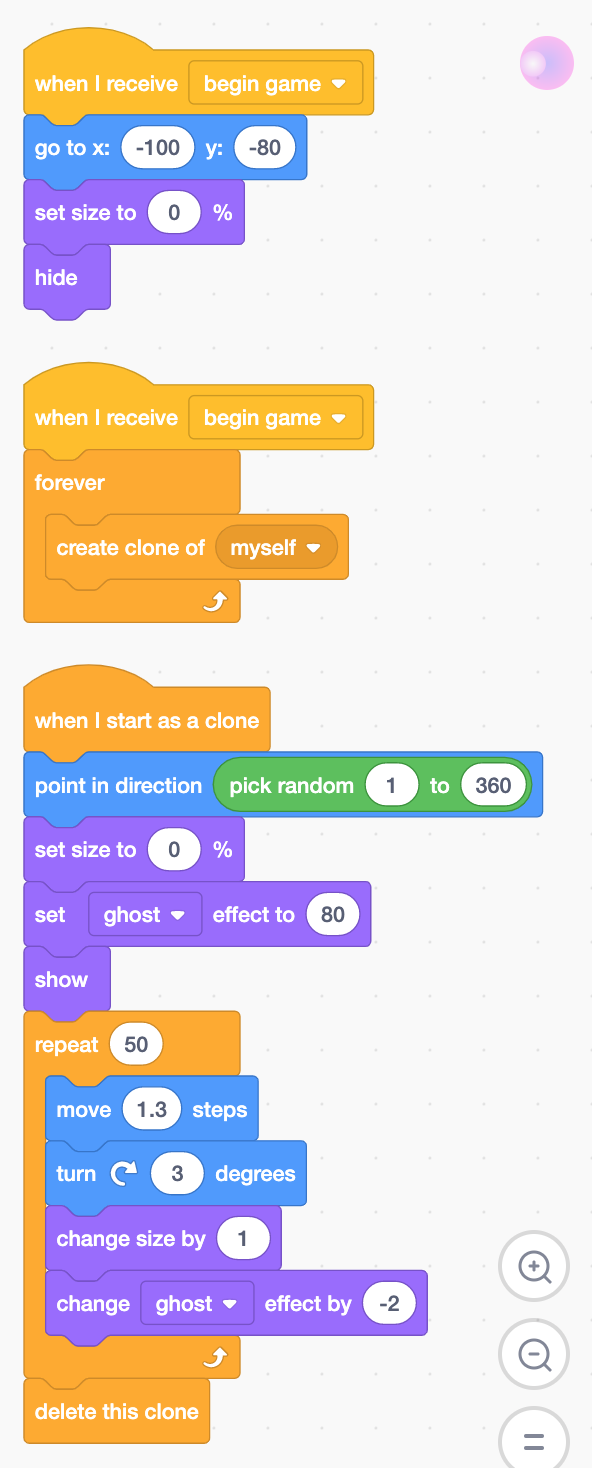 when I receive begin game
go to x: -100 y: -80
set size to 0 %
hide
when I receive begin game
forever
create clone of myself
when I start as a clone
point in direction pick random 1 to 360
set size to 0 %
set ghost effect to 80
show
repeat 50
move 1.3 steps
turn 3 degrees
change size by 1
change ghost effect by -2
delete this clone